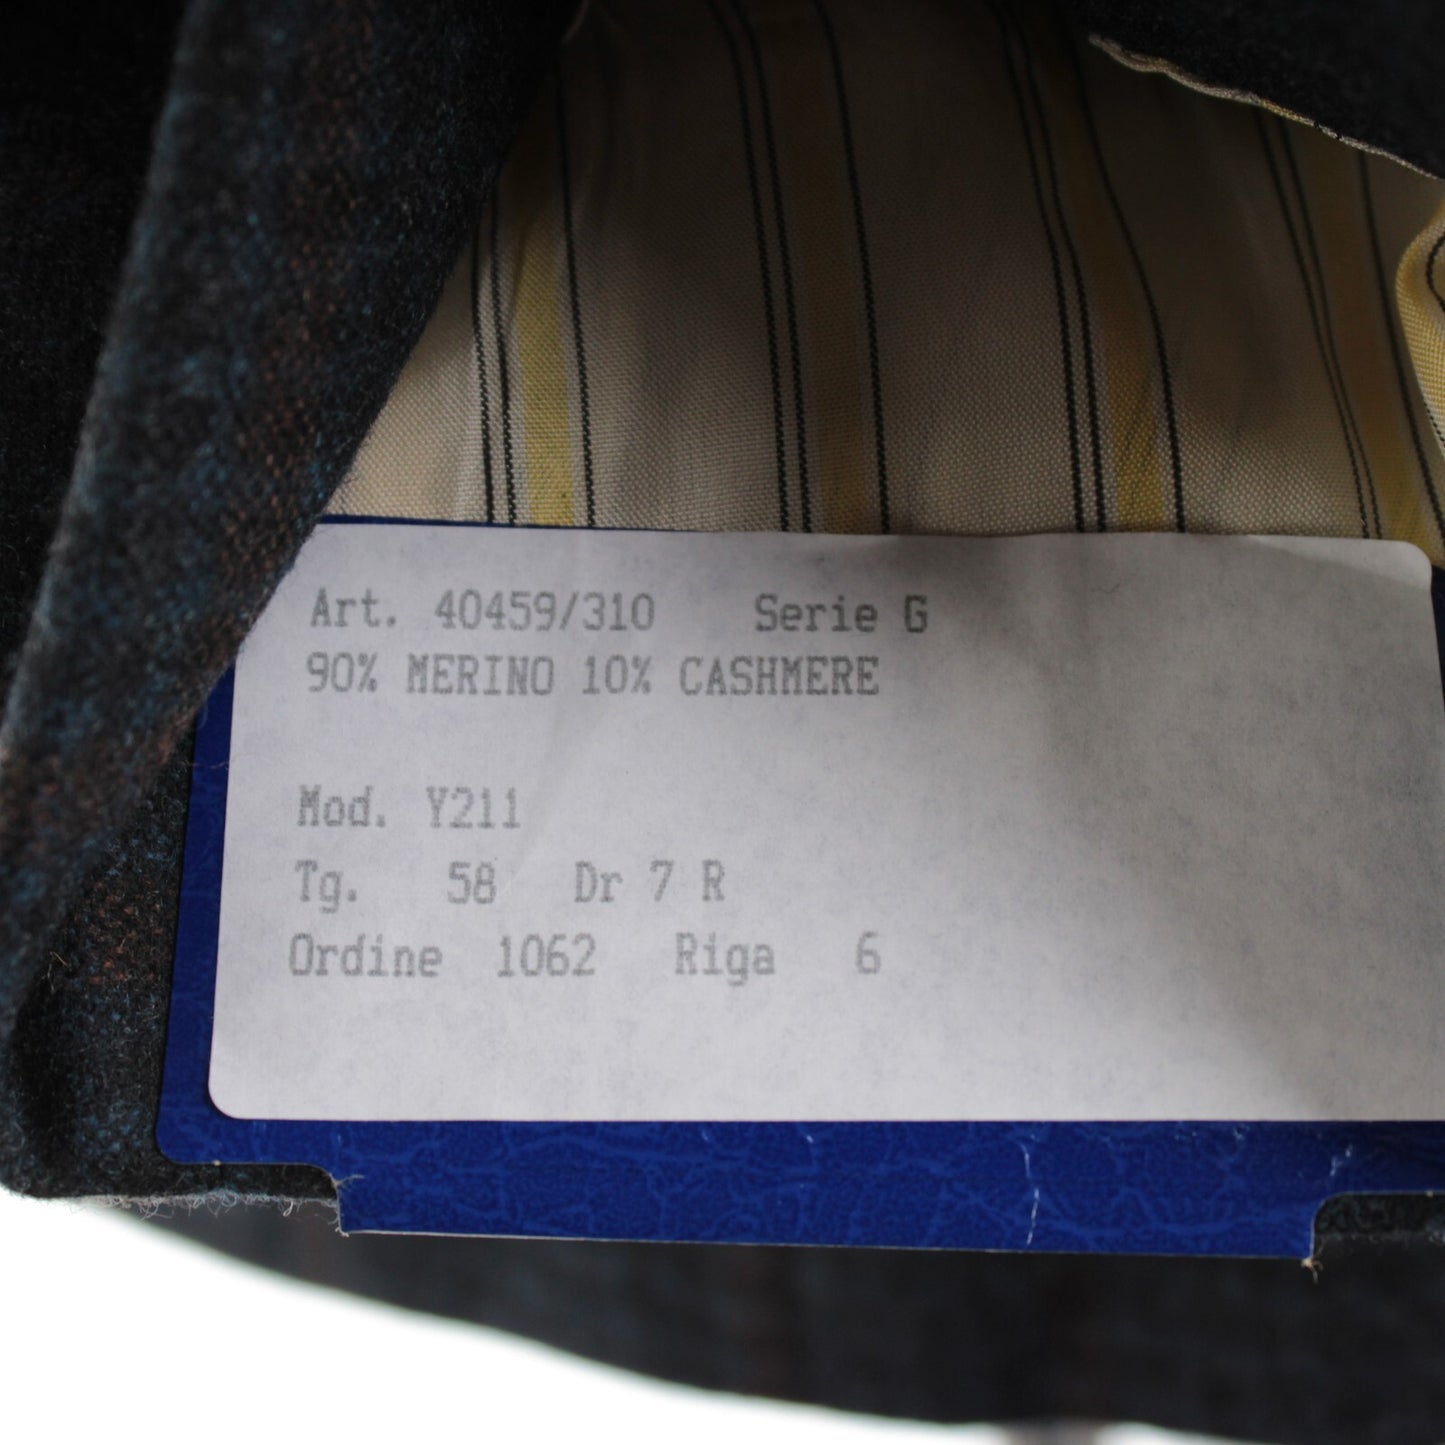 Art. 40459/310 Serie G
90% MERINO 10% CASHMERE
Mod. Y211
Tg. 58 Dr 7 R
Ordine 1062 Riga 6